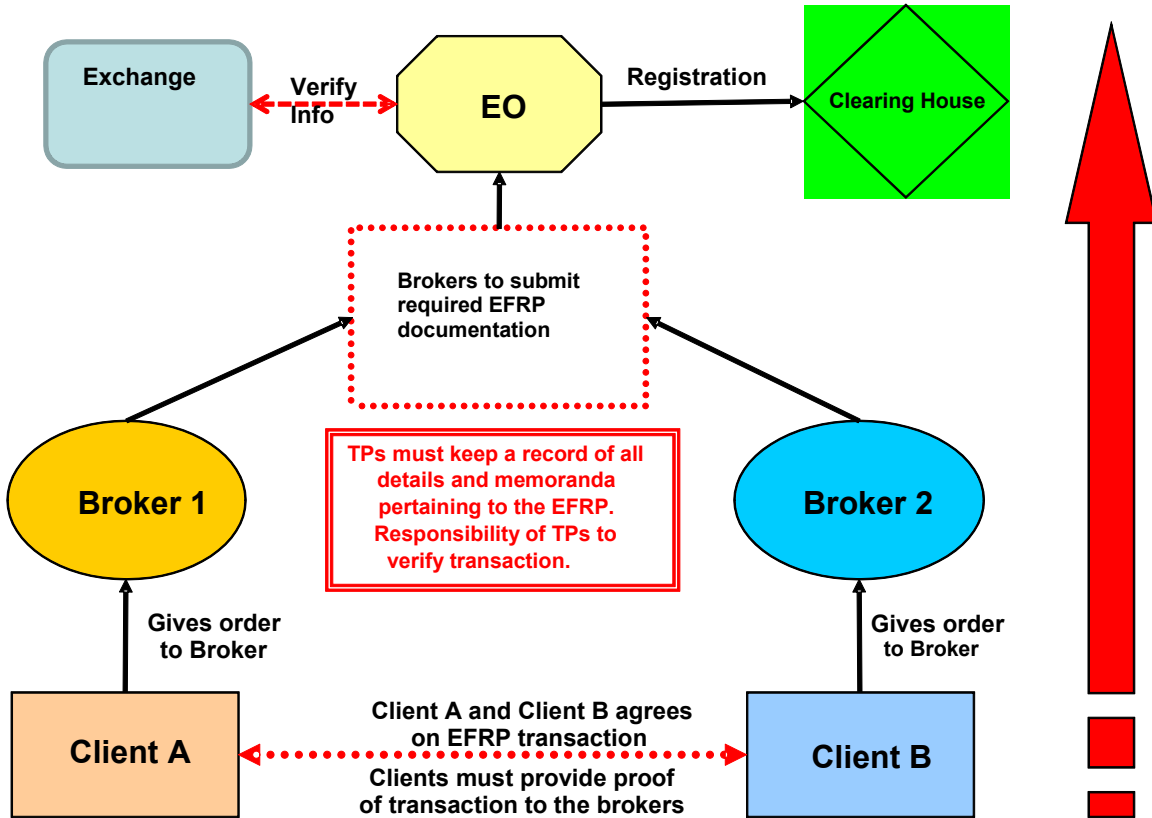 Exchange
Verify
Info
EO
Registration
Clearing House
Brokers to submit
required EFRP
documentation
TPs must keep a record of all
details and memoranda
pertaining to the EFRP.
Responsibility of TPs to
verify transaction.
Broker 1
Broker 2
Gives order
to Broker
Gives order
to Broker
Client A
Client A and Client B agrees
on EFRP transaction
Clients must provide proof
of transaction to the brokers
Client B